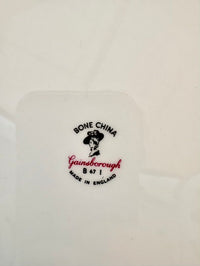 BONE CHINA
Gainsborough
B 67 I
MADE IN ENGLAND